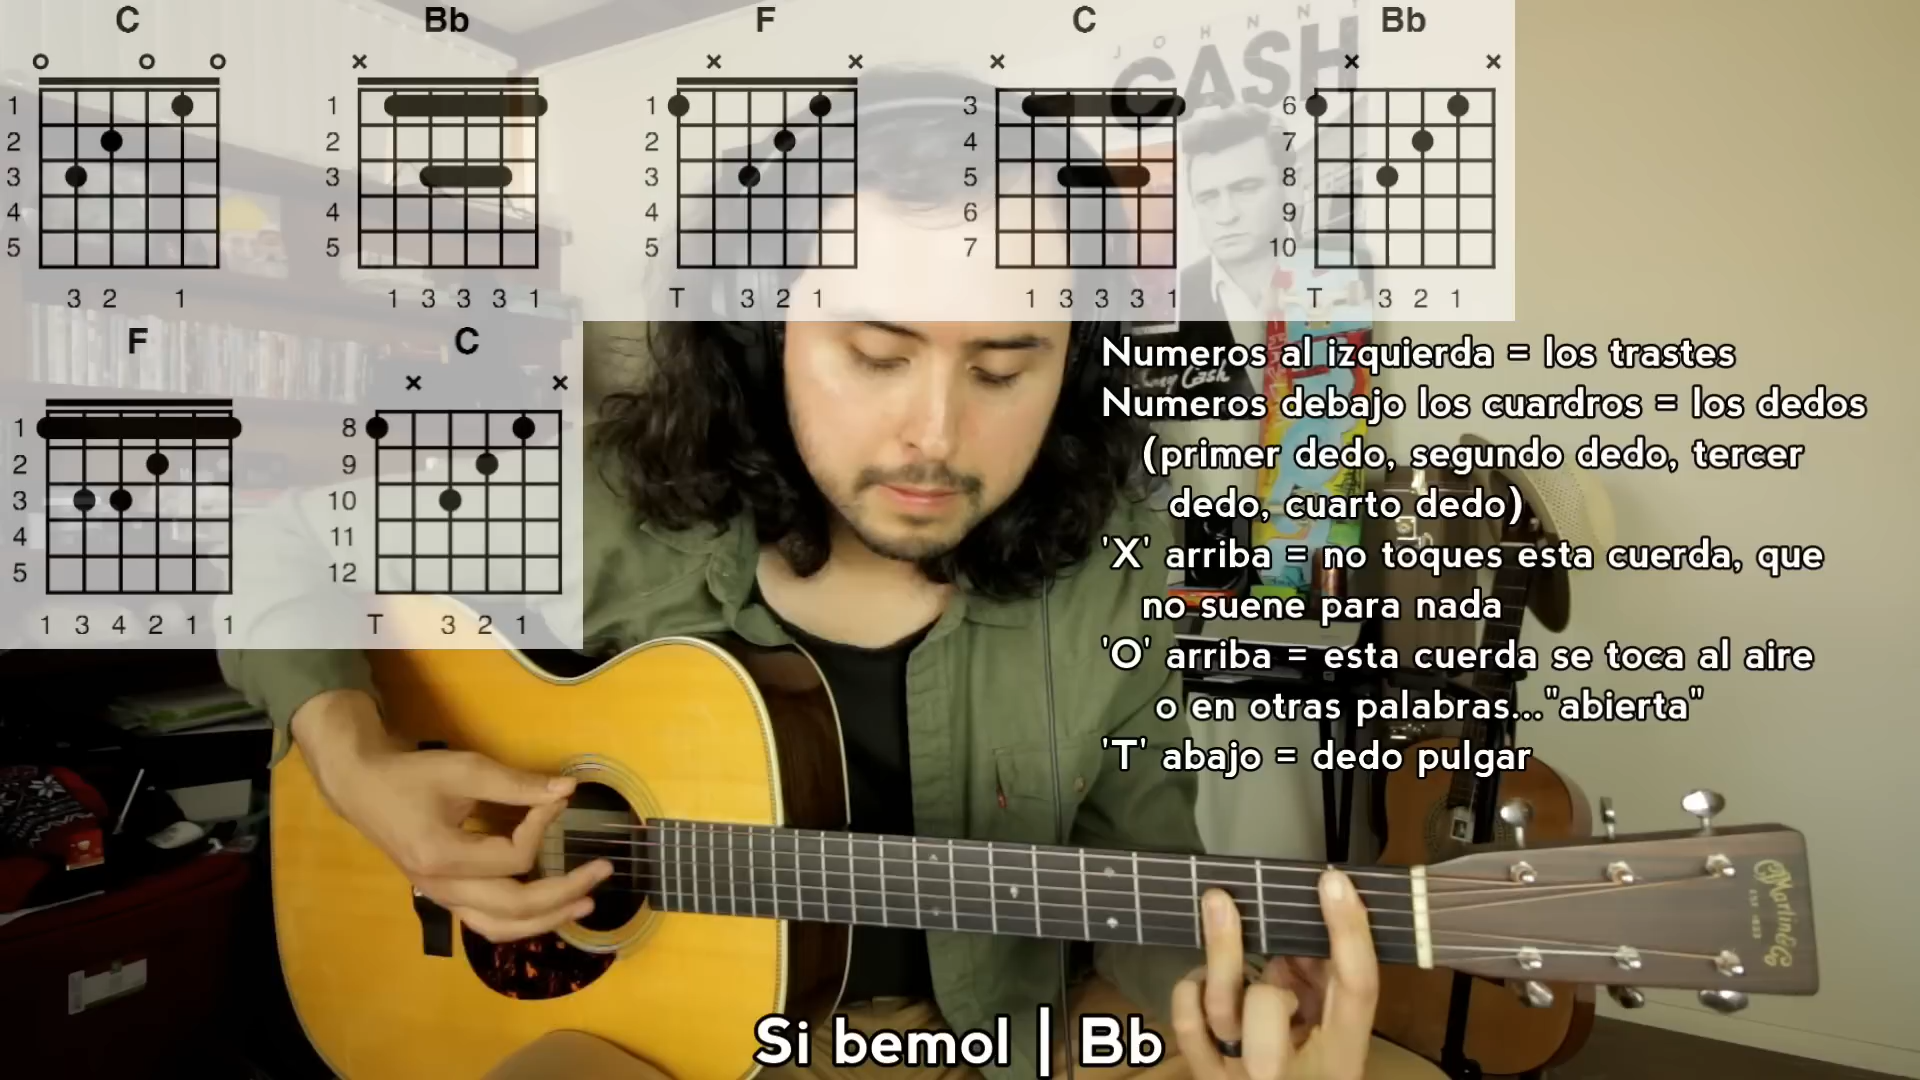 C Bb F C Bb
o o o × × × × × ×
1 1 1 3 6
2 2 2 4 7
3 3 3 5 8
4 4 4 6 9
5 5 5 7 10
3 2 1 1 3 3 3 1 T 3 2 1 1 3 3 3 1 T 3 2 1
F C
× ×
1 8
2 9
3 10
4 11
5 12
1 3 4 2 1 1 T 3 2 1
JOHNNY
CASH
Numeros al izquierda = los trastes
Numeros debajo los cuardros = los dedos
(primer dedo, segundo dedo, tercer
dedo, cuarto dedo)
'X' arriba = no toques esta cuerda, que
no suene para nada
'O' arriba = esta cuerda se toca al aire
o en otras palabras..."abierta"
'T' abajo = dedo pulgar
Cash
Martin & Co
Si bemol | Bb